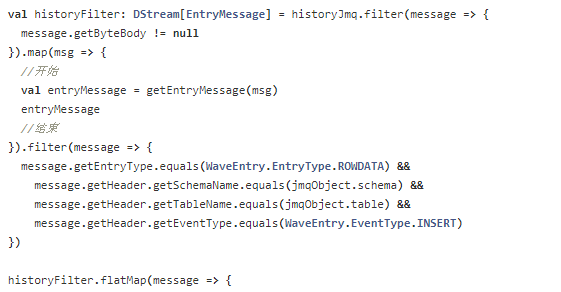 val historyFilter: DStream[EntryMessage] = historyJmq.filter(message => {
  message.getByteBody != null
}).map(msg => {
  //开始
  val entryMessage = getEntryMessage(msg)
  entryMessage
  //结束
}).filter(message => {
  message.getEntryType.equals(WaveEntry.EntryType.ROWDATA) &&
    message.getHeader.getSchemaName.equals(jmqObject.schema) &&
    message.getHeader.getTableName.equals(jmqObject.table) &&
    message.getHeader.getEventType.equals(WaveEntry.EventType.INSERT)
})
historyFilter.flatMap(message => {